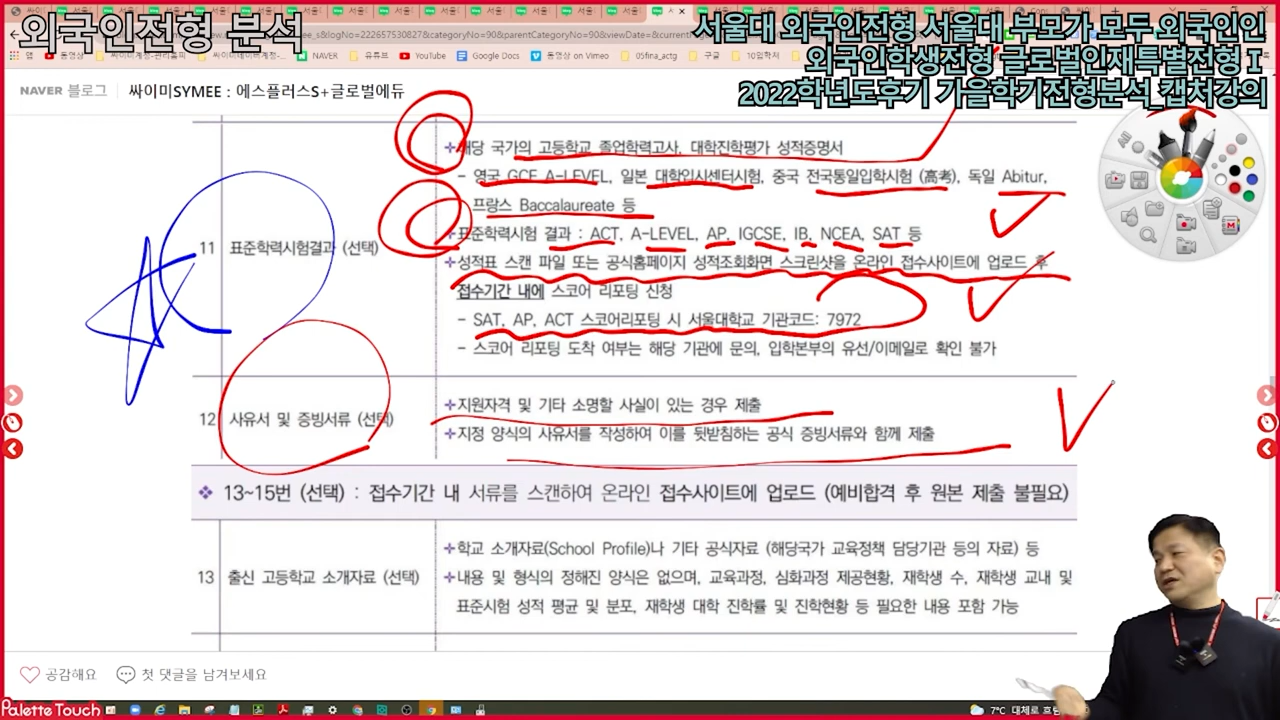 외국인전형 분석
서울대 외국인전형 서울대 부모가 모두 외국인인
외국인학생전형 글로벌인재특별전형 I
2022학년도후기 가을학기전형분석_캡처강의
NAVER 블로그 싸이미SYMEE : 에스플러스S+글로벌에듀
해당 국가의 고등학교 졸업학력고사, 대학진학평가 성적증명서
- 영국 GCE A-LEVEL, 일본 대학입시센터시험, 중국 전국통일입학시험 (高考), 독일 Abitur,
프랑스 Baccalaureate 등
11 표준학력시험결과 (선택)
표준학력시험 결과 : ACT, A-LEVEL, AP, IGCSE, IB, NCEA, SAT 등
성적표 스캔 파일 또는 공식홈페이지 성적조회화면 스크린샷을 온라인 접수사이트에 업로드 후
접수기간 내에 스코어 리포팅 신청
- SAT, AP, ACT 스코어리포팅 시 서울대학교 기관코드: 7972
- 스코어 리포팅 도착 여부는 해당 기관에 문의, 입학본부의 유선/이메일로 확인 불가
12 사유서 및 증빙서류 (선택)
지원자격 및 기타 소명할 사실이 있는 경우 제출
지정 양식의 사유서를 작성하여 이를 뒷받침하는 공식 증빙서류와 함께 제출
❖ 13~15번 (선택) : 접수기간 내 서류를 스캔하여 온라인 접수사이트에 업로드 (예비합격 후 원본 제출 불필요)
13 출신 고등학교 소개자료 (선택)
학교 소개자료(School Profile)나 기타 공식자료 (해당국가 교육정책 담당기관 등의 자료) 등
내용 및 형식의 정해진 양식은 없으며, 교육과정, 심화과정 제공현황, 재학생 수, 재학생 교내 및
표준시험 성적 평균 및 분포, 재학생 대학 진학률 및 진학현황 등 필요한 내용 포함 가능
공감해요 첫 댓글을 남겨보세요
Palette Touch
7°C 대체로 흐림